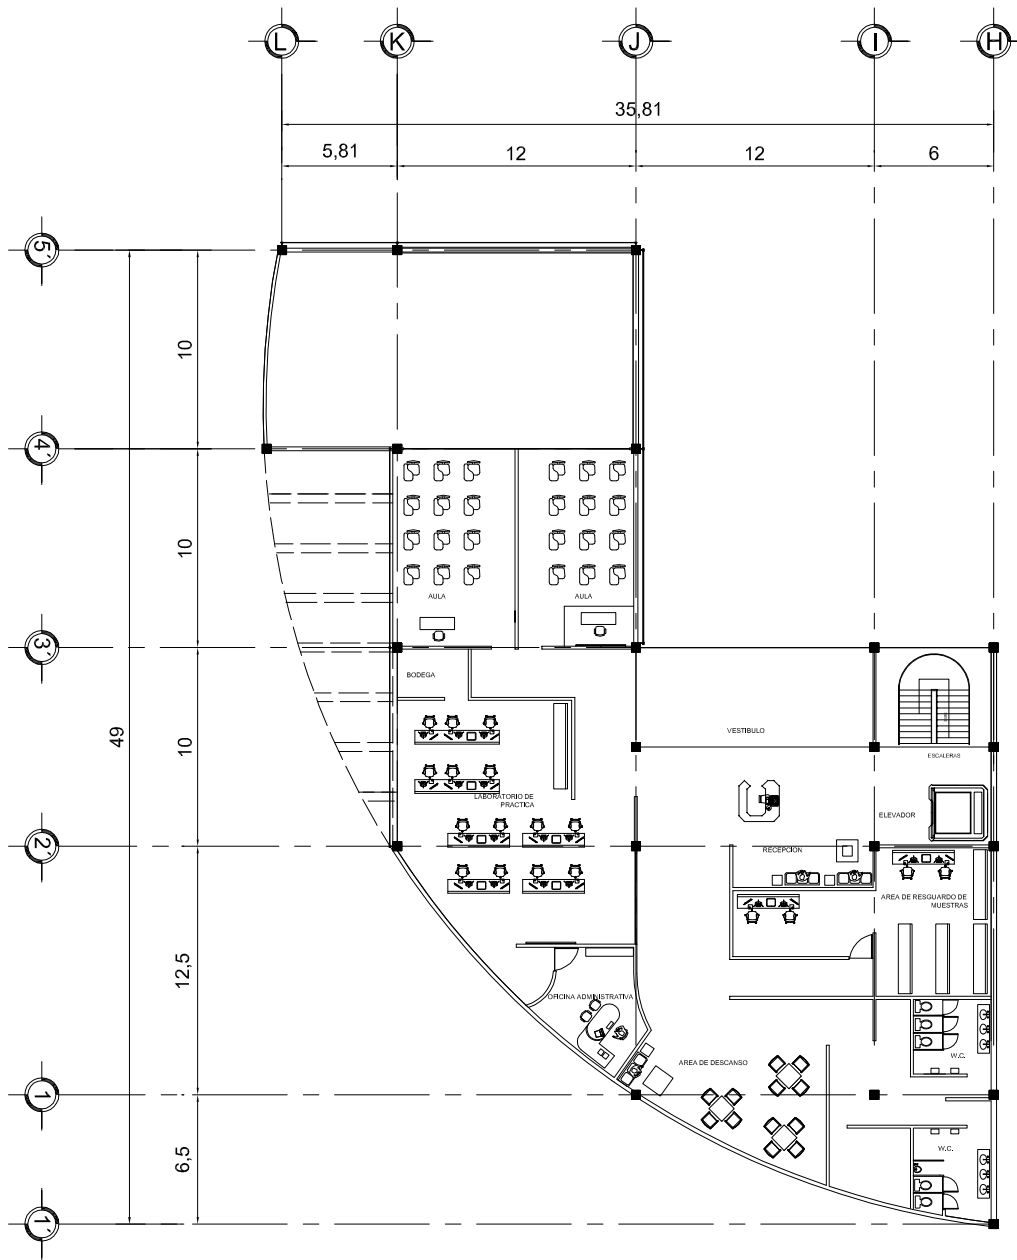 L K J I H
35,81
5,81 12 12 6
5'
10
4'
10
AULA AULA
3'
BODEGA
VESTIBULO
ESCALERAS
10
49
LABORATORIO DE
PRACTICA
ELEVADOR
2'
RECEPCION
AREA DE RESGUARDO DE
MUESTRAS
12,5
OFICINA ADMINISTRATIVA
AREA DE DESCANSO
W.C.
1
6,5
W.C.
1'